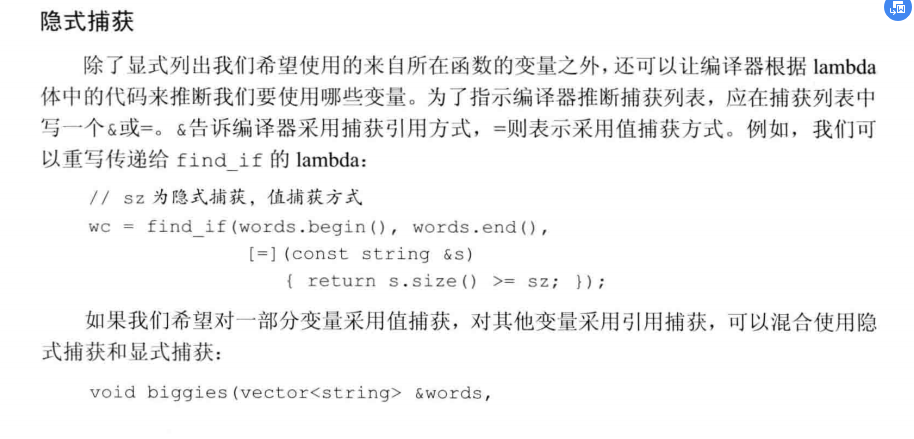 隐式捕获
除了显式列出我们希望使用的来自所在函数的变量之外，还可以让编译器根据 lambda
体中的代码来推断我们要使用哪些变量。为了指示编译器推断捕获列表，应在捕获列表中
写一个&或=。&告诉编译器采用捕获引用方式，=则表示采用值捕获方式。例如，我们可
以重写传递给 find_if 的 lambda：
// sz 为隐式捕获，值捕获方式
wc = find_if(words.begin(), words.end(),
[=](const string &s)
{ return s.size() >= sz; });
如果我们希望对一部分变量采用值捕获，对其他变量采用引用捕获，可以混合使用隐
式捕获和显式捕获：
void biggies(vector<string> &words,